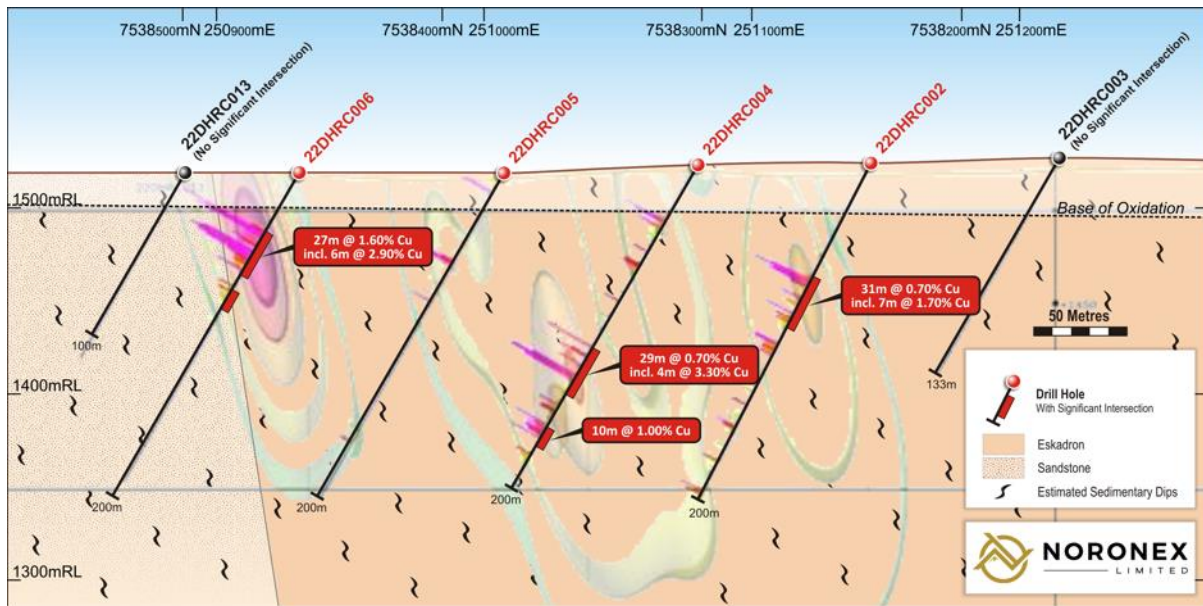 7538500mN 250900mE
7538400mN 251000mE
7538300mN 251100mE
7538200mN 251200mE
22DHRC013
(No Significant Intersection)
22DHRC006
22DHRC005
22DHRC004
22DHRC002
22DHRC003
(No Significant Intersection)
1500mRL
Base of Oxidation
27m @ 1.60% Cu
incl. 6m @ 2.90% Cu
31m @ 0.70% Cu
incl. 7m @ 1.70% Cu
50 Metres
100m
29m @ 0.70% Cu
incl. 4m @ 3.30% Cu
133m
1400mRL
10m @ 1.00% Cu
200m
200m
200m
200m
1300mRL
Drill Hole
With Significant Intersection
Eskadron
Sandstone
Estimated Sedimentary Dips
NORONEX
LIMITED